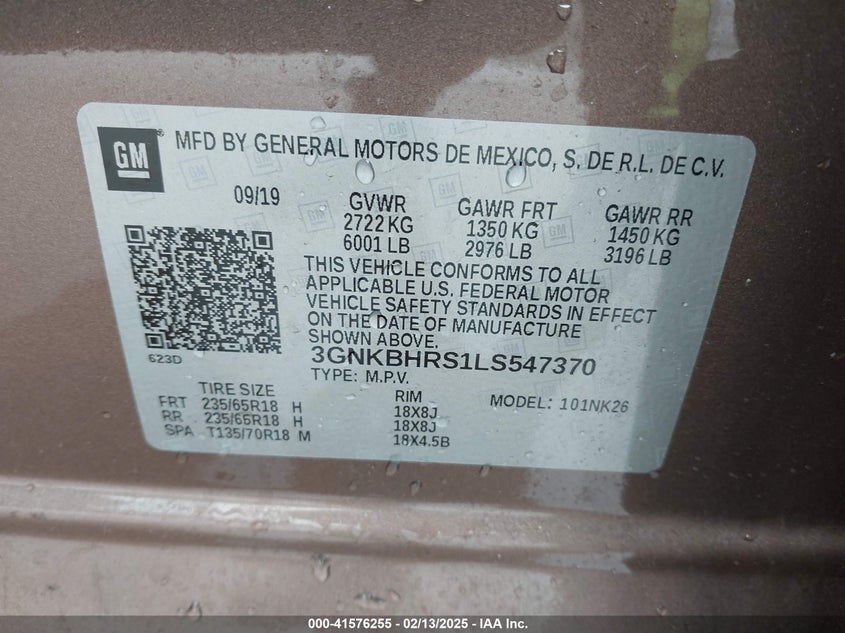 GM ®
MFD BY GENERAL MOTORS DE MEXICO, S. DE R.L. DE C.V.
09/19 GVWR GAWR FRT GAWR RR
2722 KG 1350 KG 1450 KG
6001 LB 2976 LB 3196 LB
THIS VEHICLE CONFORMS TO ALL
APPLICABLE U.S. FEDERAL MOTOR
VEHICLE SAFETY STANDARDS IN EFFECT
ON THE DATE OF MANUFACTURE
SHOWN ABOVE.
623D
3GNKBHRS1LS547370
TYPE: M.P.V.
TIRE SIZE RIM MODEL: 101NK26
FRT 235/65R18 H 18X8J
RR 235/65R18 H 18X8J
SPA T135/70R18 M 18X4.5B
000-41576255 - 02/13/2025 - IAA Inc.